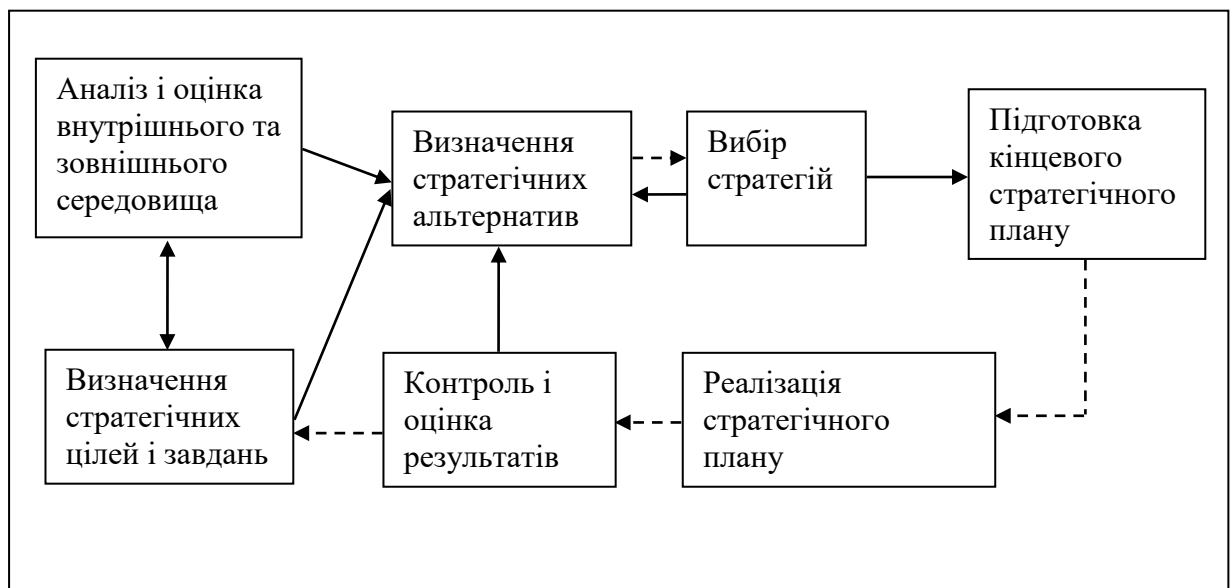 Аналіз і оцінка
внутрішнього та
зовнішнього
середовища
Визначення
стратегічних
альтернатив
Вибір
стратегій
Підготовка
кінцевого
стратегічного
плану
Визначення
стратегічних
цілей і завдань
Контроль і
оцінка
результатів
Реалізація
стратегічного
плану